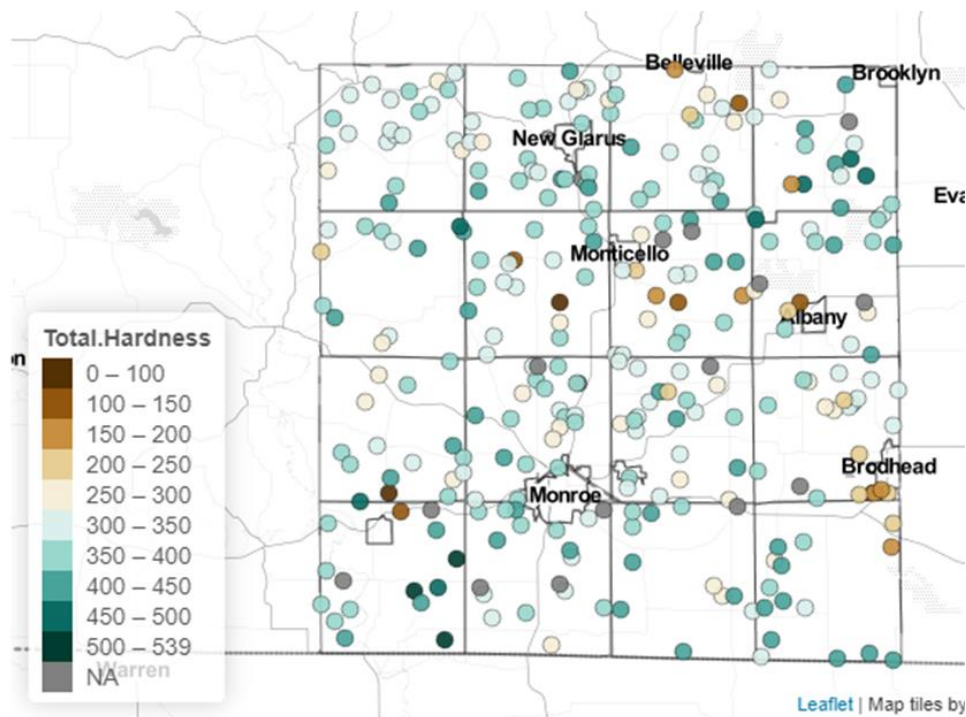 Belleville
Brooklyn
New Glarus
Eva
Monticello
Albany
on
Total.Hardness
0 – 100
100 – 150
150 – 200
200 – 250
250 – 300
300 – 350
350 – 400
400 – 450
450 – 500
500 – 539
NA
Warren
Brodhead
Monroe
Leaflet | Map tiles by